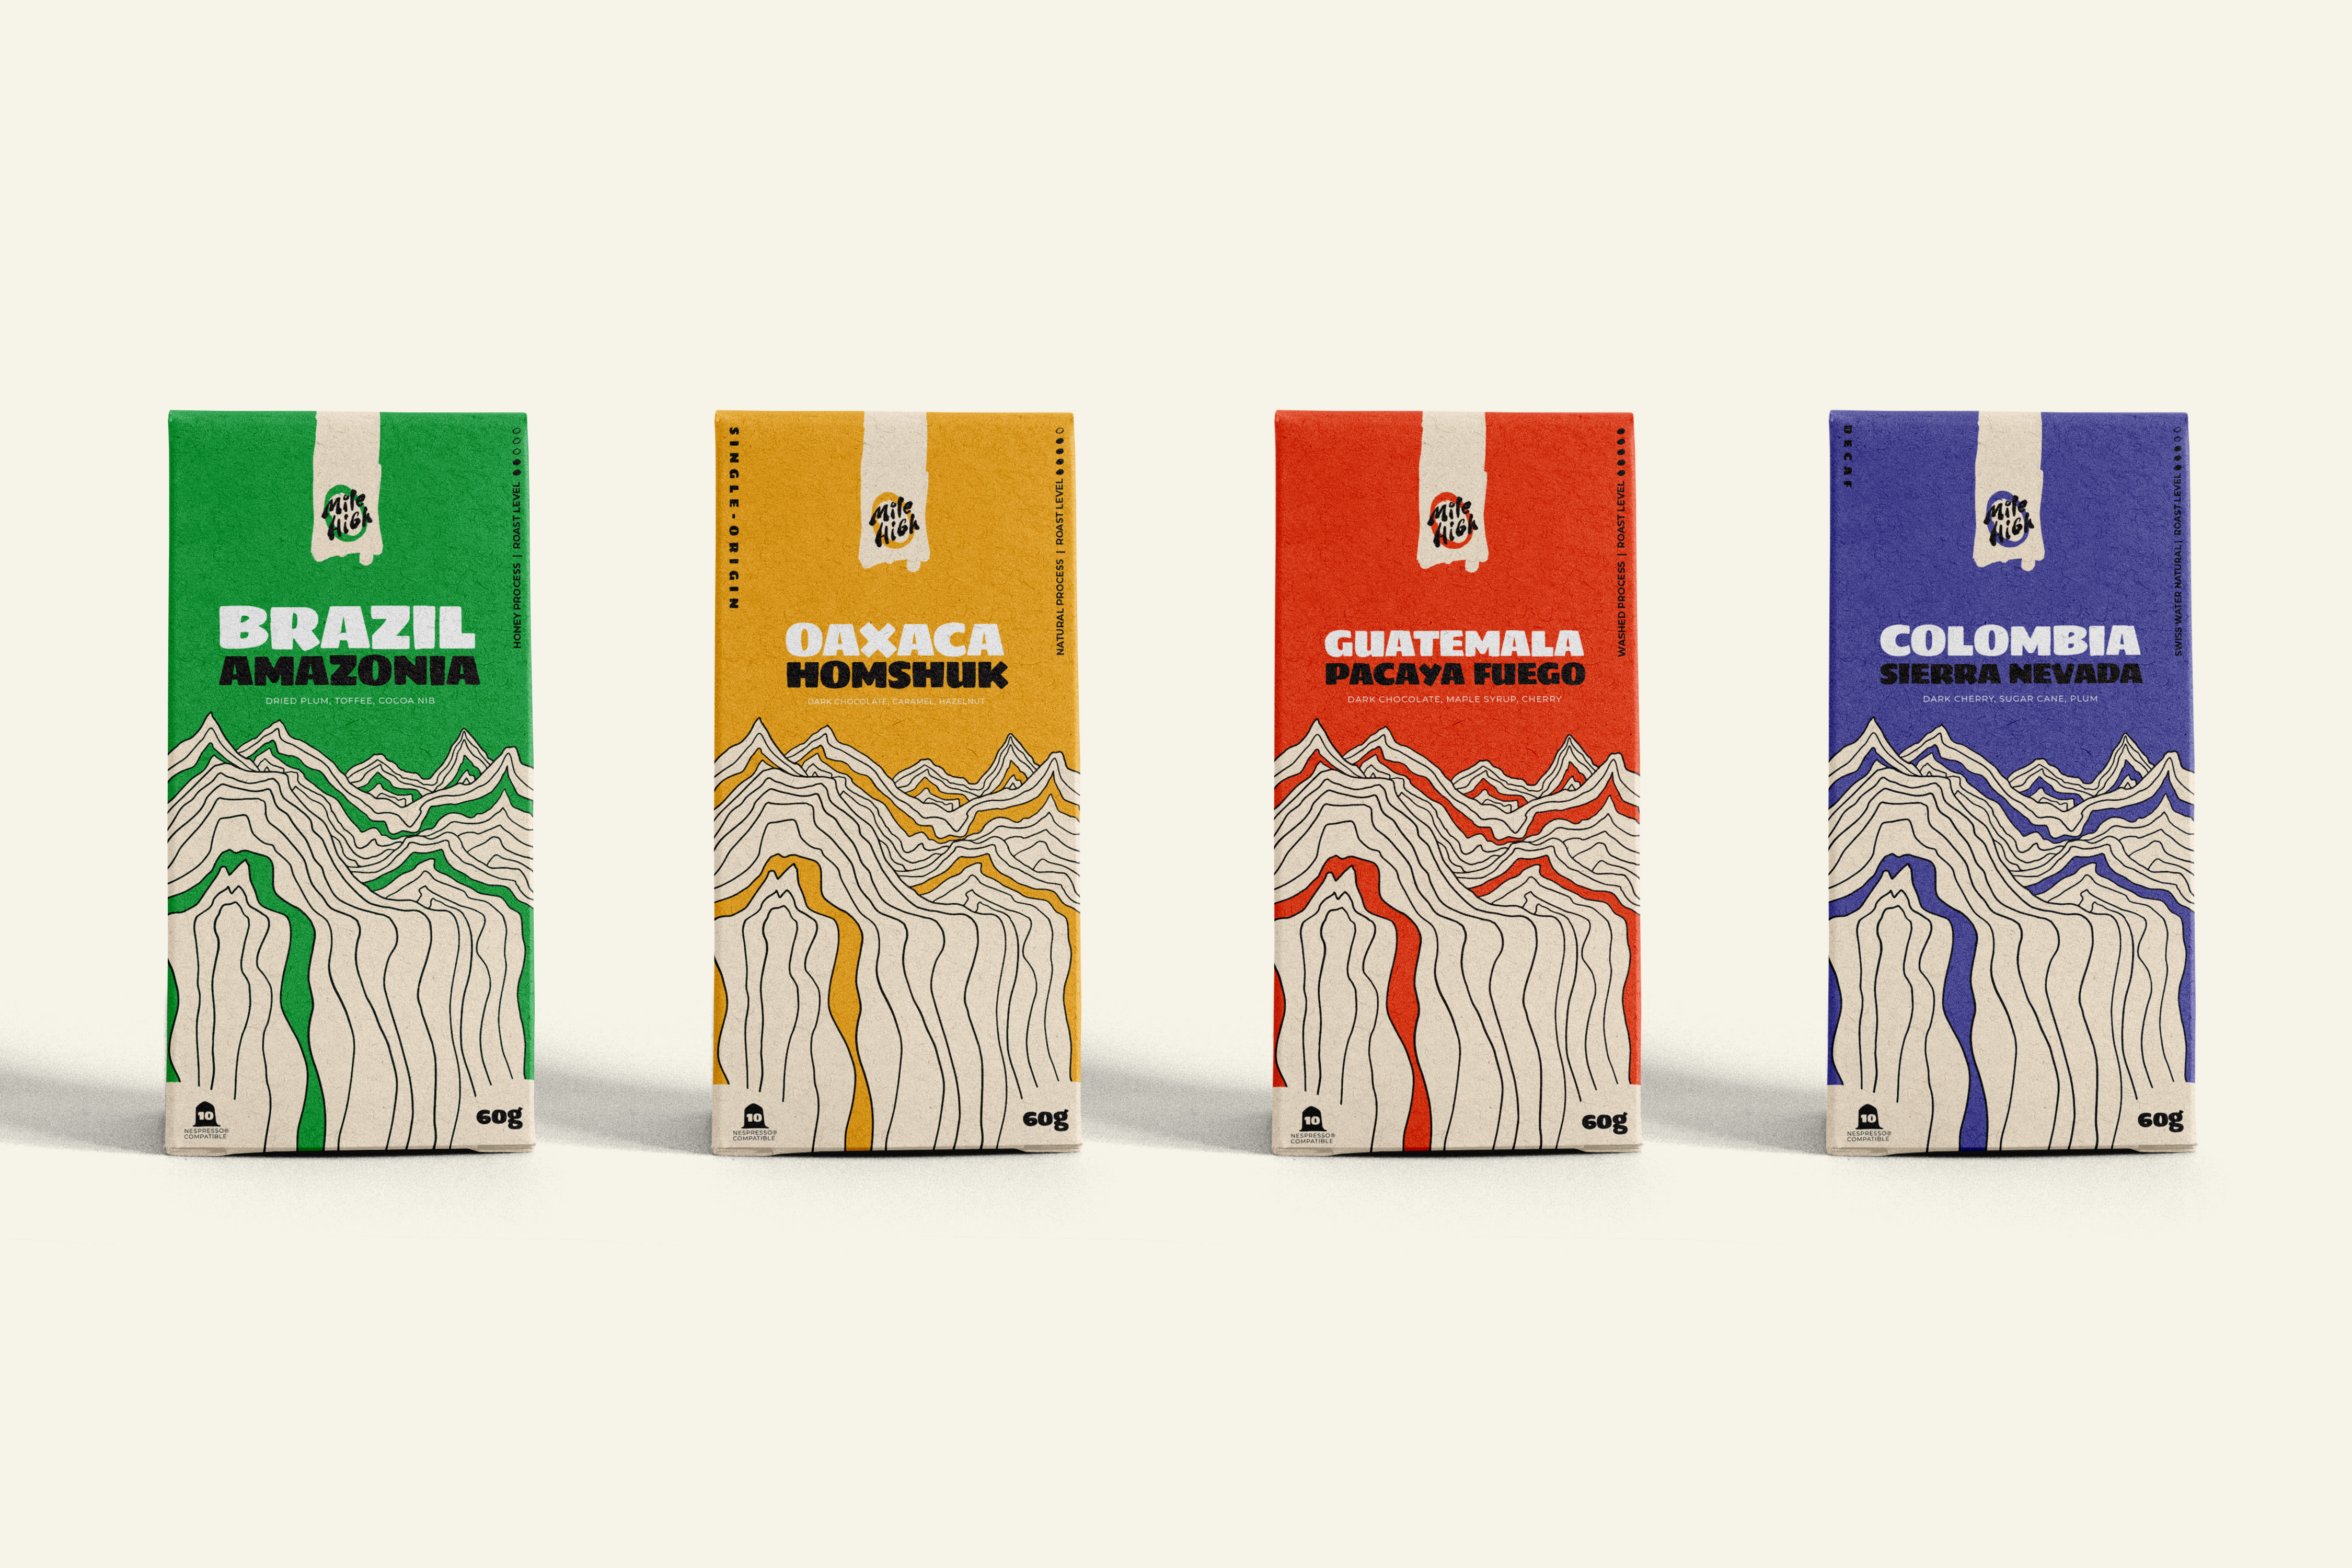 Mile
HiGh
BRAZIL
AMAZONIA
DRIED PLUM, TOFFEE, COCOA NIB
HONEY PROCESS | ROAST LEVEL
10
NESPRESSO®
COMPATIBLE
60g
SINGLE-ORIGIN
Mile
HiGh
OAXACA
HOMSHUK
DARK CHOCOLATE, CARAMEL, HAZELNUT
NATURAL PROCESS | ROAST LEVEL
10
NESPRESSO®
COMPATIBLE
60g
Mile
HiGh
GUATEMALA
PACAYA FUEGO
DARK CHOCOLATE, MAPLE SYRUP, CHERRY
WASHED PROCESS | ROAST LEVEL
10
NESPRESSO®
COMPATIBLE
60g
DECAF
Mile
HiGh
COLOMBIA
SIERRA NEVADA
DARK CHERRY, SUGAR CANE, PLUM
SWISS WATER NATURAL | ROAST LEVEL
10
NESPRESSO®
COMPATIBLE
60g